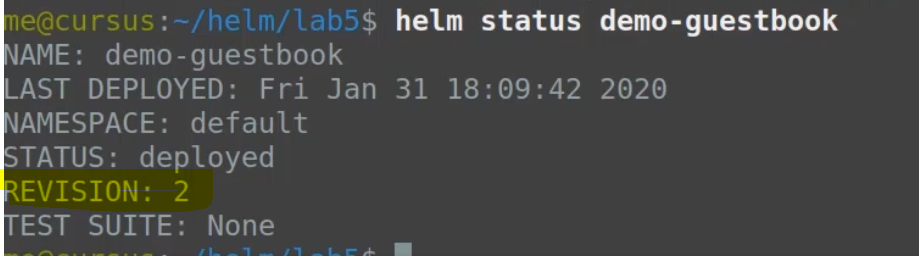 me@cursus:~/helm/lab5$ helm status demo-guestbook
NAME: demo-guestbook
LAST DEPLOYED: Fri Jan 31 18:09:42 2020
NAMESPACE: default
STATUS: deployed
REVISION: 2
TEST SUITE: None
me@cursus:~/helm/lab5$